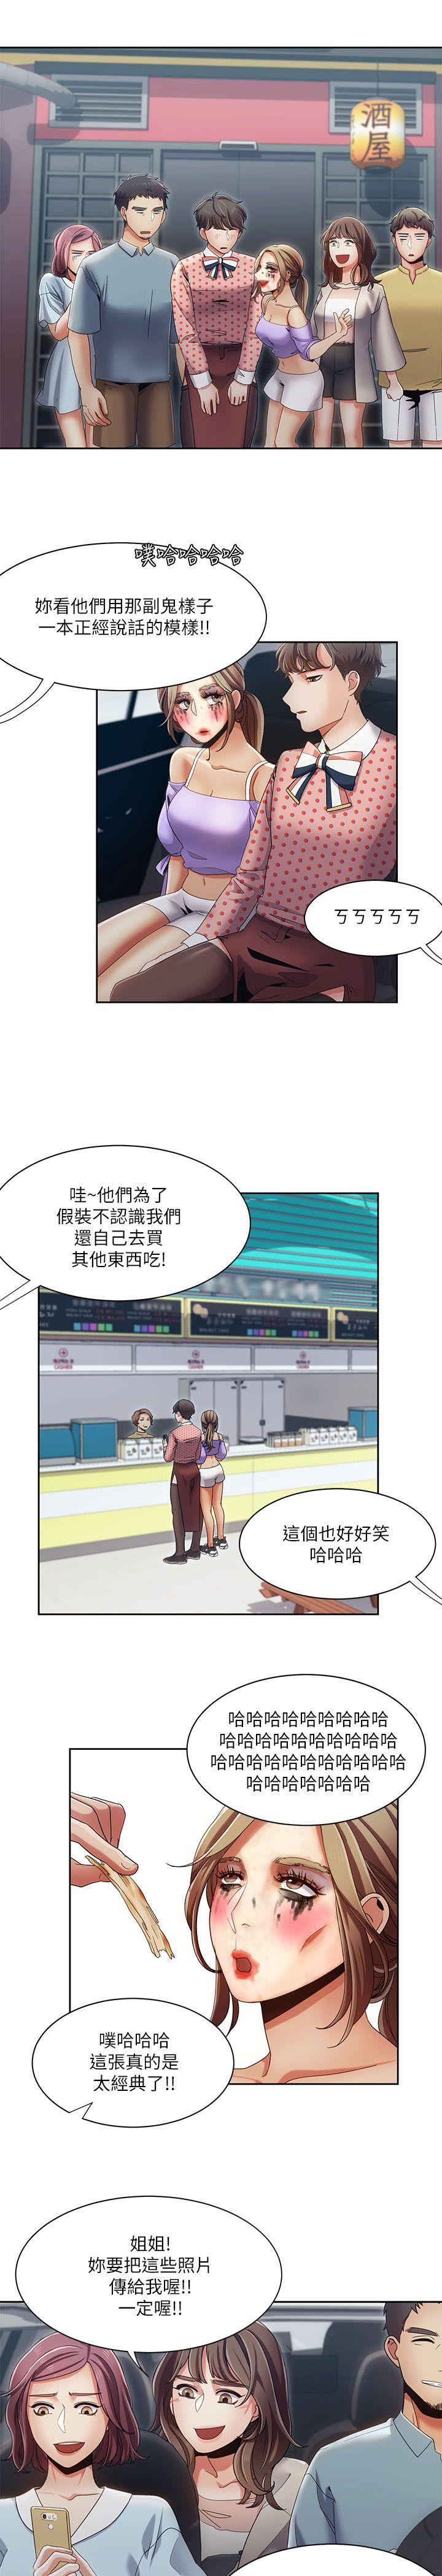 酒屋
噗哈哈哈哈
妳看他們用那副鬼樣子
一本正經說話的模樣!!
ㄎㄎㄎㄎㄎ
哇~他們為了
假裝不認識我們
還自己去買
其他東西吃!
這個也好好笑
哈哈哈
哈哈哈哈哈哈哈哈哈
哈哈哈哈哈哈哈哈哈哈
哈哈哈哈哈哈哈哈哈哈哈
哈哈哈哈哈哈哈
噗哈哈哈
這張真的是
太經典了!!
姐姐!
妳要把這些照片
傳給我喔!!
一定喔!!